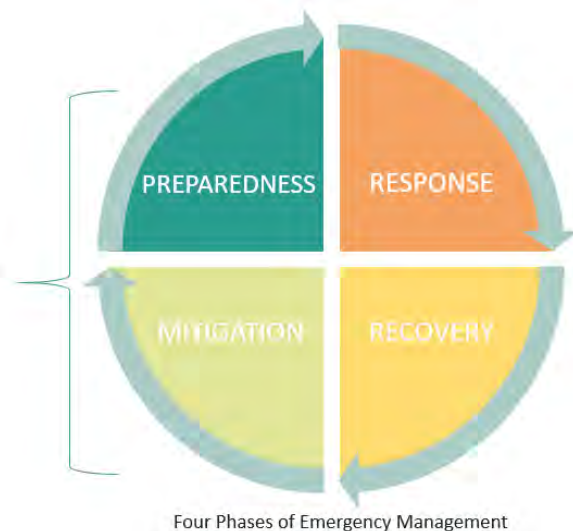 PREPAREDNESS
RESPONSE
MITIGATION
RECOVERY
Four Phases of Emergency Management